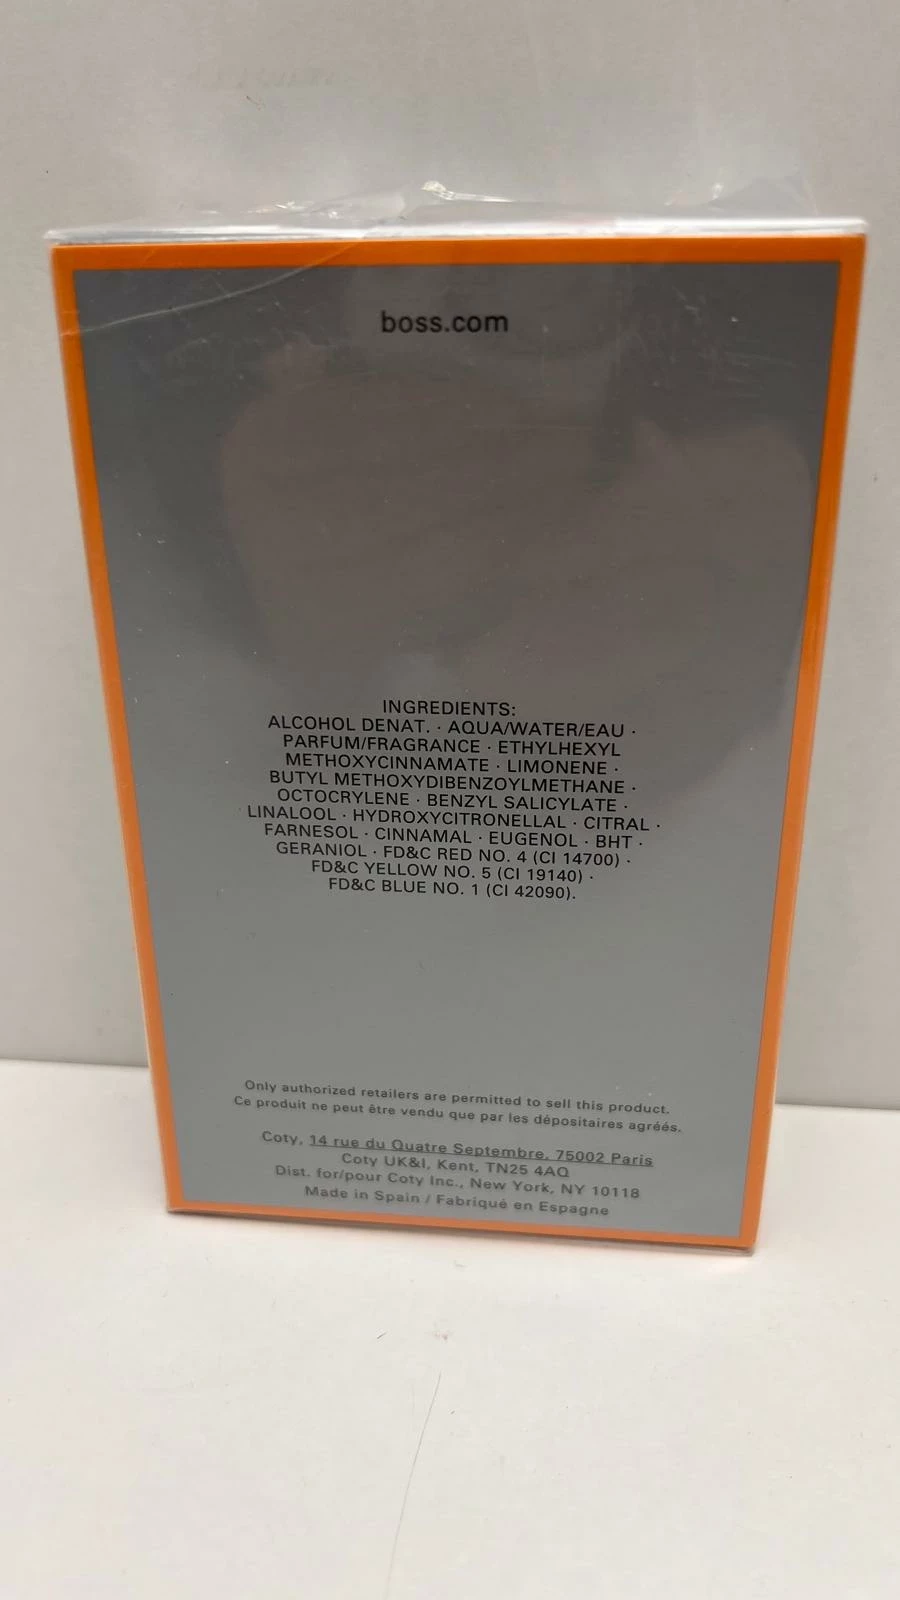 boss.com
INGREDIENTS:
ALCOHOL DENAT. · AQUA/WATER/EAU ·
PARFUM/FRAGRANCE · ETHYLHEXYL
METHOXYCINNAMATE · LIMONENE ·
BUTYL METHOXYDIBENZOYLMETHANE ·
OCTOCRYLENE · BENZYL SALICYLATE ·
LINALOOL · HYDROXYCITRONELLAL · CITRAL ·
FARNESOL · CINNAMAL · EUGENOL · BHT ·
GERANIOL · FD&C RED NO. 4 (CI 14700) ·
FD&C YELLOW NO. 5 (CI 19140) ·
FD&C BLUE NO. 1 (CI 42090).
Only authorized retailers are permitted to sell this product.
Ce produit ne peut être vendu que par les dépositaires agréés.
Coty, 14 rue du Quatre Septembre, 75002 Paris
Coty UK&I, Kent, TN25 4AQ
Dist. for/pour Coty Inc., New York, NY 10118
Made in Spain / Fabriqué en Espagne